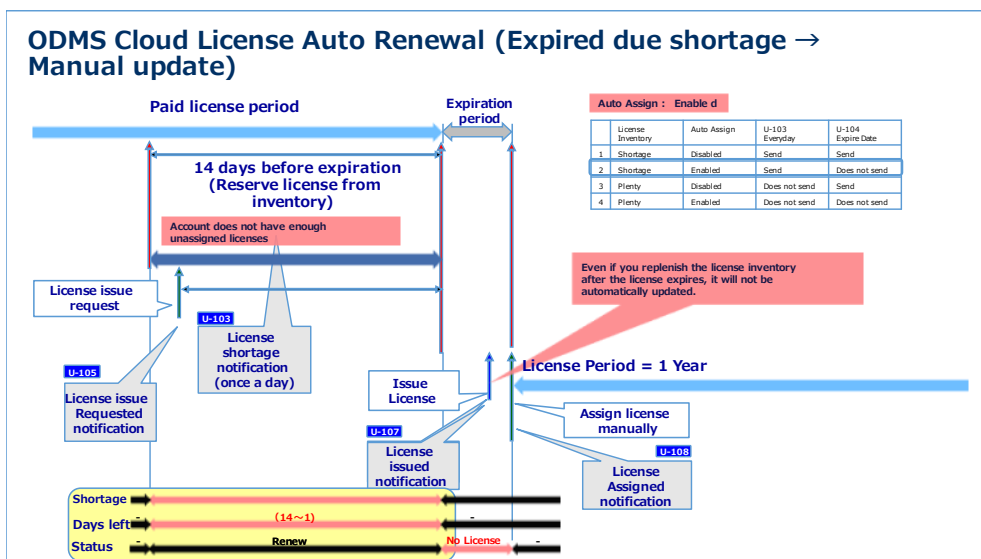 ODMS Cloud License Auto Renewal (Expired due shortage →
Manual update)
Paid license period
Expiration
period
Auto Assign : Enable d
License
Inventory
Auto Assign
U-103
Everyday
U-104
Expire Date
1 Shortage Disabled Send Send
2 Shortage Enabled Send Does not send
3 Plenty Disabled Does not send Send
4 Plenty Enabled Does not send Does not send
14 days before expiration
(Reserve license from
inventory)
Account does not have enough
unassigned licenses
Even if you replenish the license inventory
after the license expires, it will not be
automatically updated.
License issue
request
U-103
License
shortage
notification
(once a day)
U-105
License issue
Requested
notification
License Period = 1 Year
Issue
License
Assign license
manually
U-107
License
issued
notification
U-108
License
Assigned
notification
Shortage
Days left - (14～1) -
Status - Renew No License -